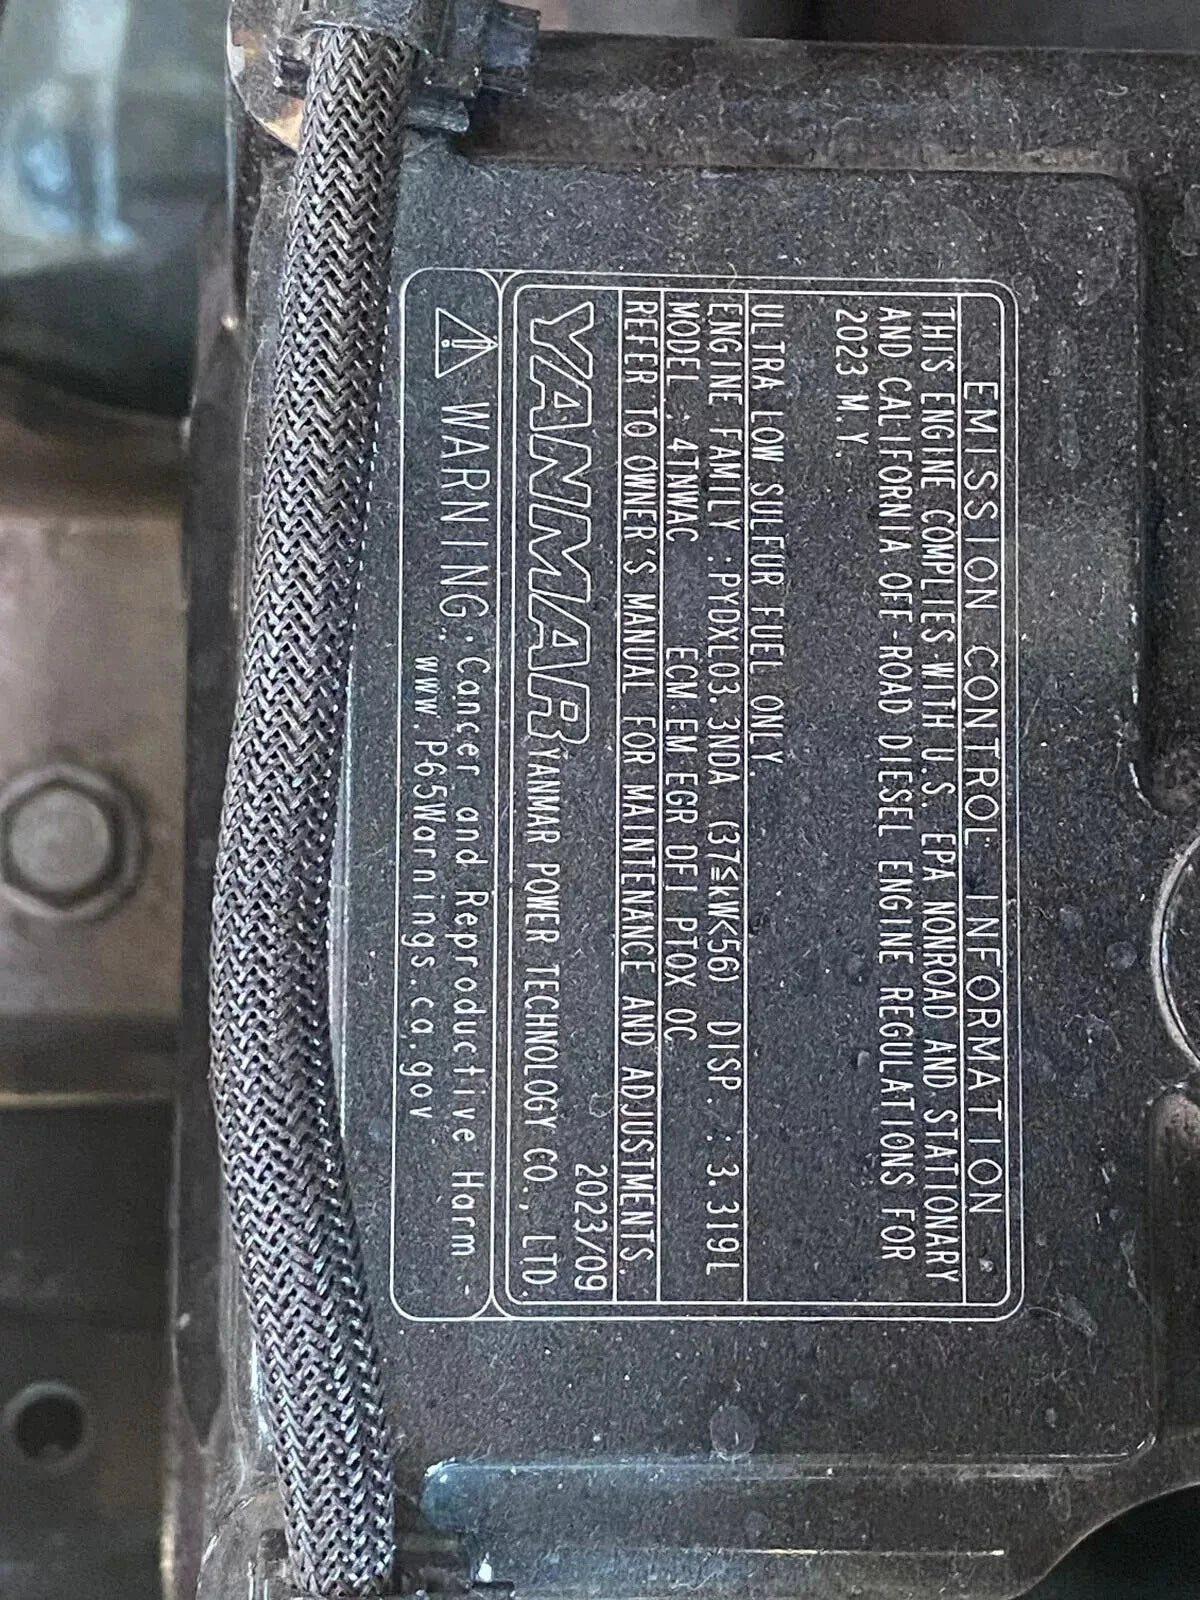 EMISSION CONTROL INFORMATION
THIS ENGINE COMPLIES WITH U.S. EPA NONROAD AND STATIONARY
AND CALIFORNIA OFF-ROAD DIESEL ENGINE REGULATIONS FOR
2023 M.Y.
ULTRA LOW SULFUR FUEL ONLY.
ENGINE FAMILY : PYDXL03.3NDA (37≦kW<56) DISP. : 3.319L
MODEL : 4TNWAC ECM EM EGR DFI PTOX OC
REFER TO OWNER'S MANUAL FOR MAINTENANCE AND ADJUSTMENTS.
2023/09
YANMAR YANMAR POWER TECHNOLOGY CO., LTD.
⚠ WARNING: Cancer and Reproductive Harm -
www.P65Warnings.ca.gov